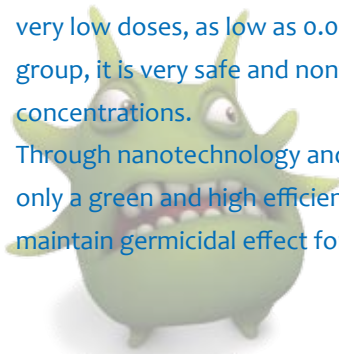 very low doses, as low as 0.0
group, it is very safe and non
concentrations.
Through nanotechnology and
only a green and high efficien
maintain germicidal effect fo